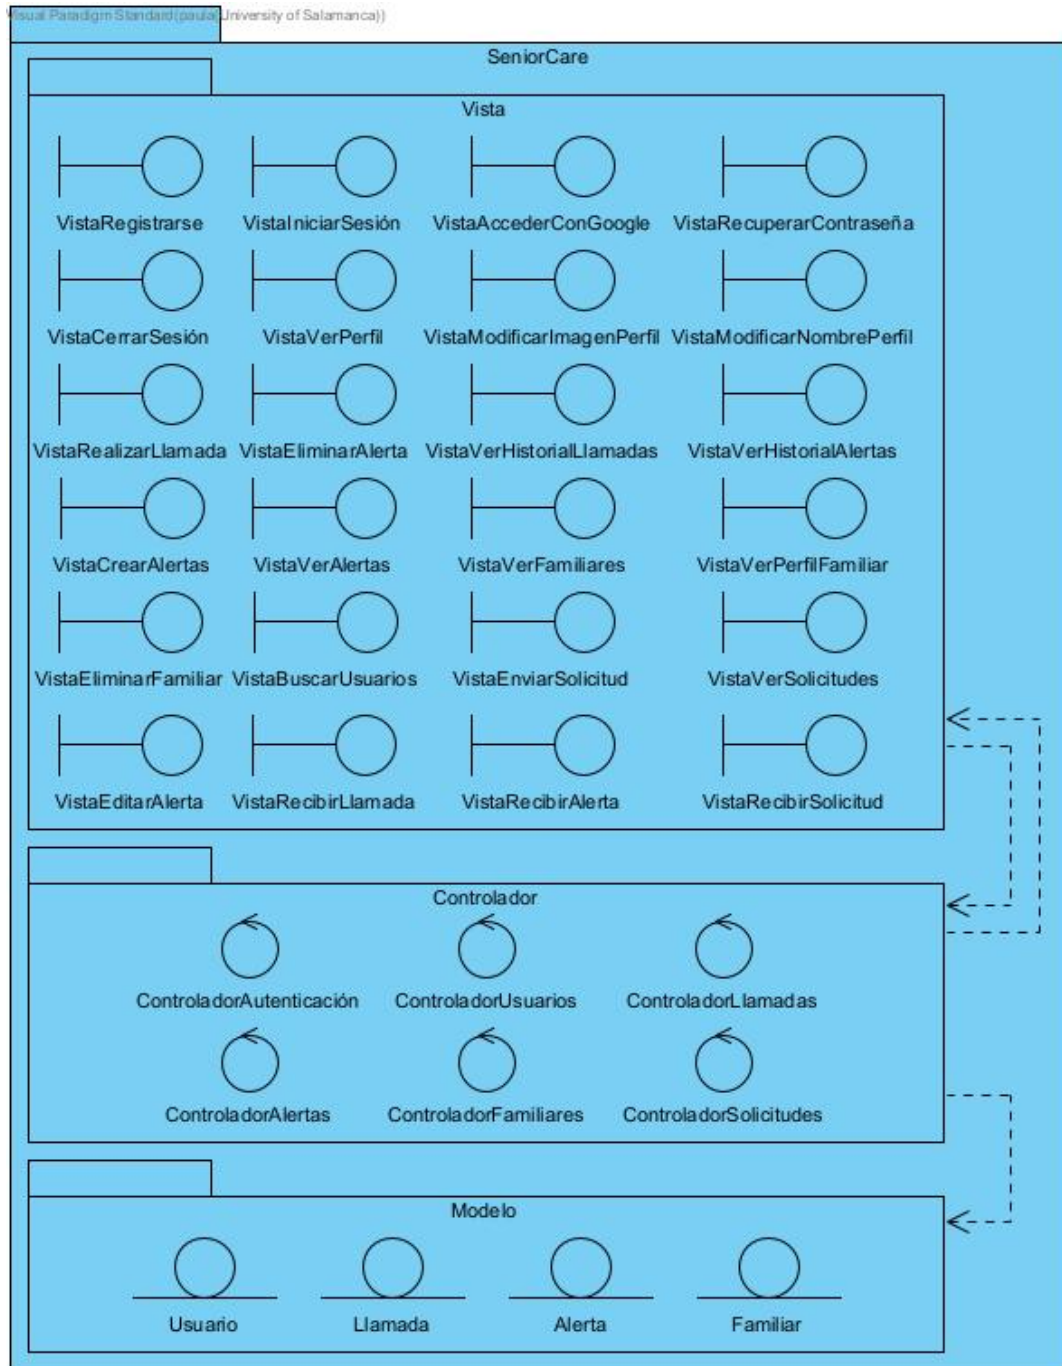 Visual Paradigm Standard(paula(University of Salamanca))
SeniorCare
Vista
VistaRegistrarse VistaIniciarSesión VistaAccederConGoogle VistaRecuperarContraseña
VistaCerrarSesión VistaVerPerfil VistaModificarImagenPerfil VistaModificarNombrePerfil
VistaRealizarLlamada VistaEliminarAlerta VistaVerHistorialLlamadas VistaVerHistorialAlertas
VistaCrearAlertas VistaVerAlertas VistaVerFamiliares VistaVerPerfilFamiliar
VistaEliminarFamiliar VistaBuscarUsuarios VistaEnviarSolicitud VistaVerSolicitudes
VistaEditarAlerta VistaRecibirLlamada VistaRecibirAlerta VistaRecibirSolicitud
Controlador
ControladorAutenticación ControladorUsuarios ControladorLlamadas
ControladorAlertas ControladorFamiliares ControladorSolicitudes
Modelo
Usuario Llamada Alerta Familiar